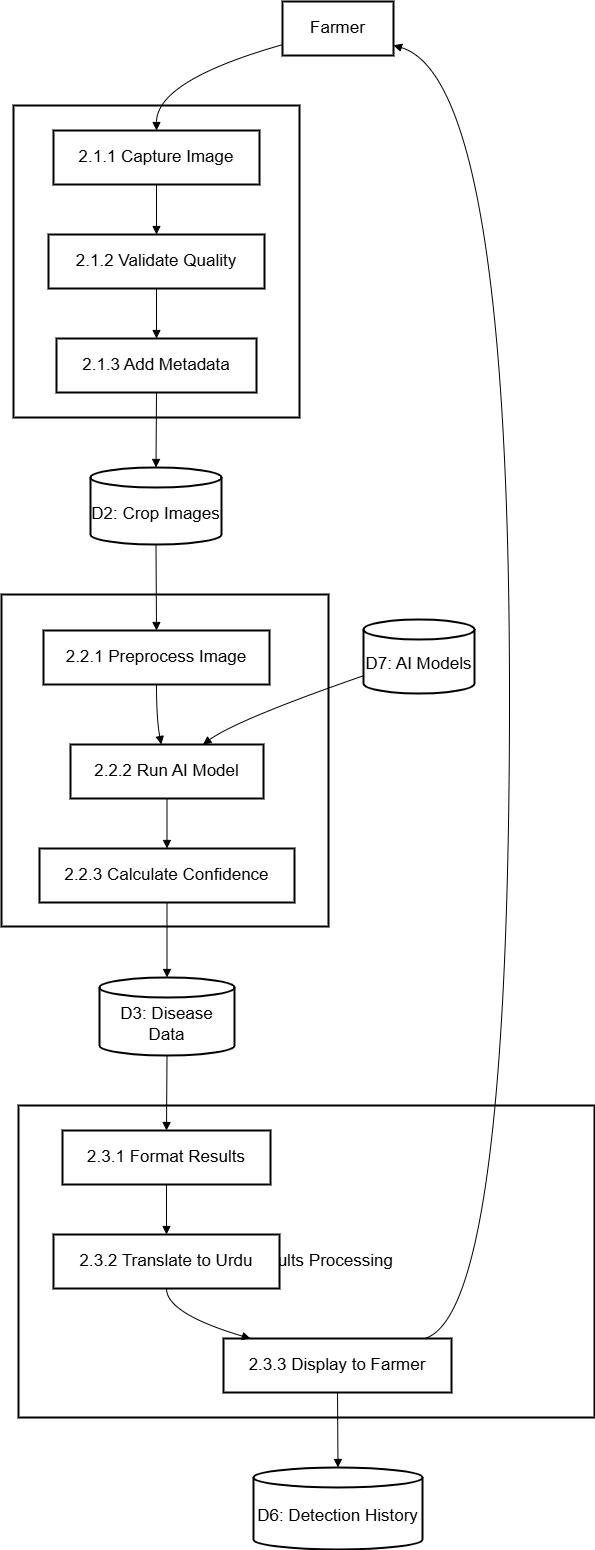 Farmer
2.1.1 Capture Image
2.1.2 Validate Quality
2.1.3 Add Metadata
D2: Crop Images
2.2.1 Preprocess Image
D7: AI Models
2.2.2 Run AI Model
2.2.3 Calculate Confidence
D3: Disease
Data
2.3.1 Format Results
2.3.2 Translate to Urdu
Processing
2.3.3 Display to Farmer
D6: Detection History